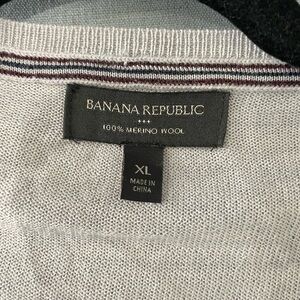 BANANA REPUBLIC
100% MERINO WOOL
XL
MADE IN
CHINA